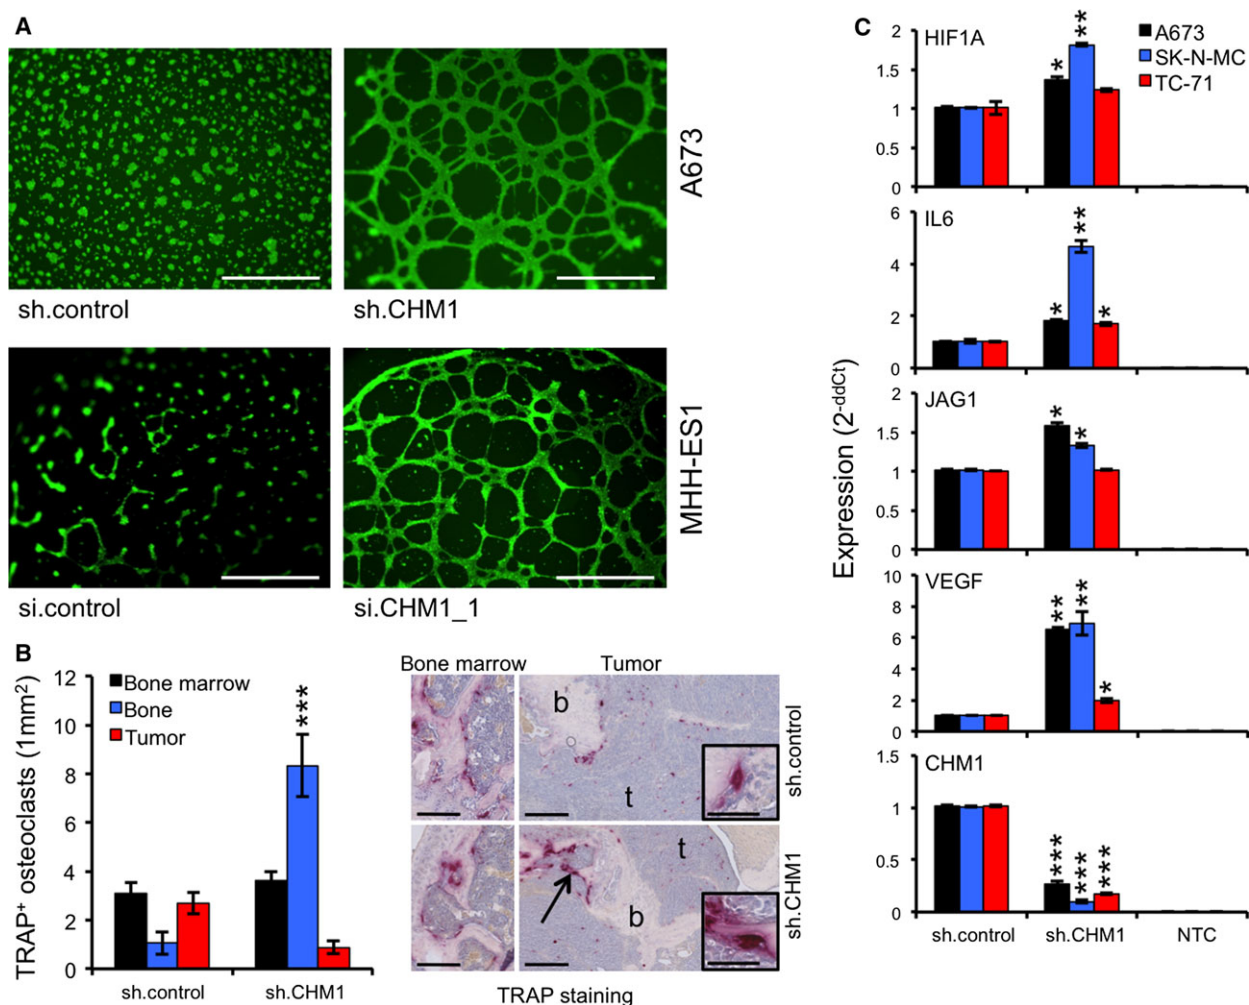 A
A673
sh.control
sh.CHM1
MHH-ES1
si.control
si.CHM1_1
B
TRAP+ osteoclasts (1mm2)
12
10
8
6
4
2
0
Bone marrow
Bone
Tumor
***
sh.control
sh.CHM1
Bone marrow
Tumor
b
t
sh.control
t
b
sh.CHM1
TRAP staining
C
A673
SK-N-MC
TC-71
Expression (2-ddCt)
HIF1A
2
1.5
1
0.5
0
*
**
IL6
6
4
2
0
*
**
*
JAG1
2
1.5
1
0.5
0
*
*
VEGF
10
8
6
4
2
0
**
**
*
CHM1
1.5
1
0.5
0
***
***
***
sh.control
sh.CHM1
NTC